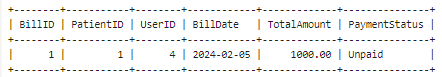 +--------+-----------+--------+------------+-------------+---------------+
| BillID | PatientID | UserID | BillDate   | TotalAmount | PaymentStatus |
+--------+-----------+--------+------------+-------------+---------------+
|      1 |         1 |      4 | 2024-02-05 |     1000.00 | Unpaid        |
+--------+-----------+--------+------------+-------------+---------------+